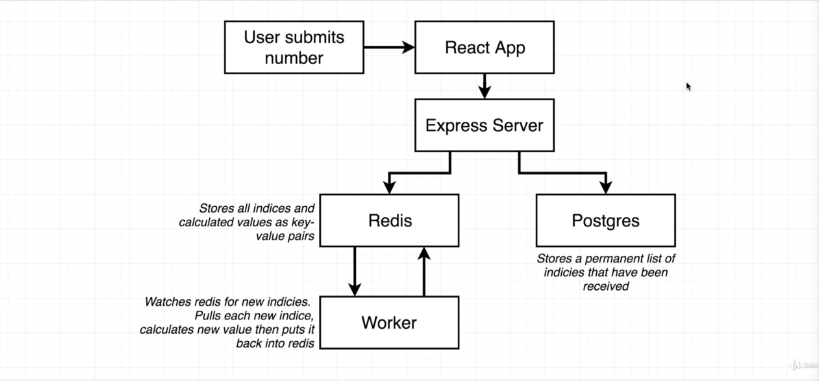 User submits
number
React App
Express Server
Stores all indices and
calculated values as key-
value pairs
Redis
Postgres
Stores a permanent list of
indicies that have been
received
Watches redis for new indicies.
Pulls each new indice,
calculates new value then puts it
back into redis
Worker